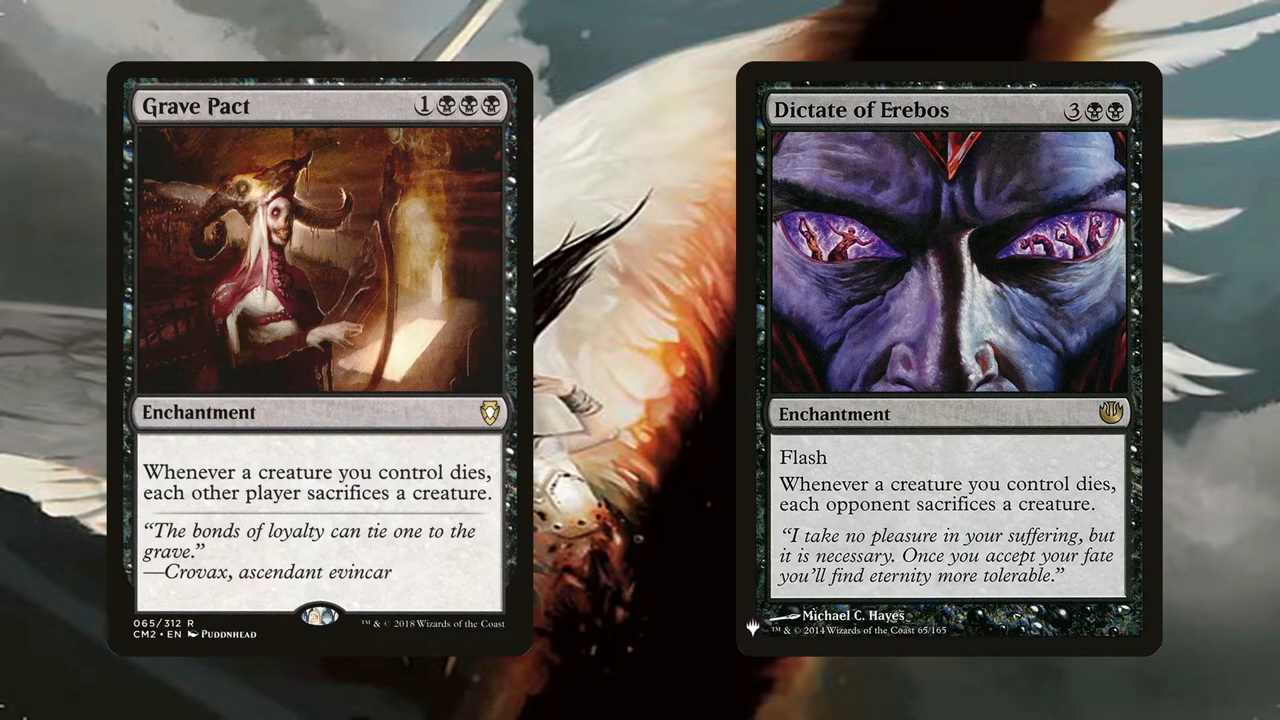 Grave Pact 1
Enchantment
Whenever a creature you control dies,
each other player sacrifices a creature.
“The bonds of loyalty can tie one to the
grave.”
—Crovax, ascendant evincar
065/312 R
CM2 • EN Puddnhead
™ & © 2018 Wizards of the Coast
Dictate of Erebos 3
Enchantment
Flash
Whenever a creature you control dies,
each opponent sacrifices a creature.
“I take no pleasure in your suffering, but
it is necessary. Once you accept your fate
you’ll find eternity more tolerable.”
Michael C. Hayes
™ & © 2014 Wizards of the Coast 65/165